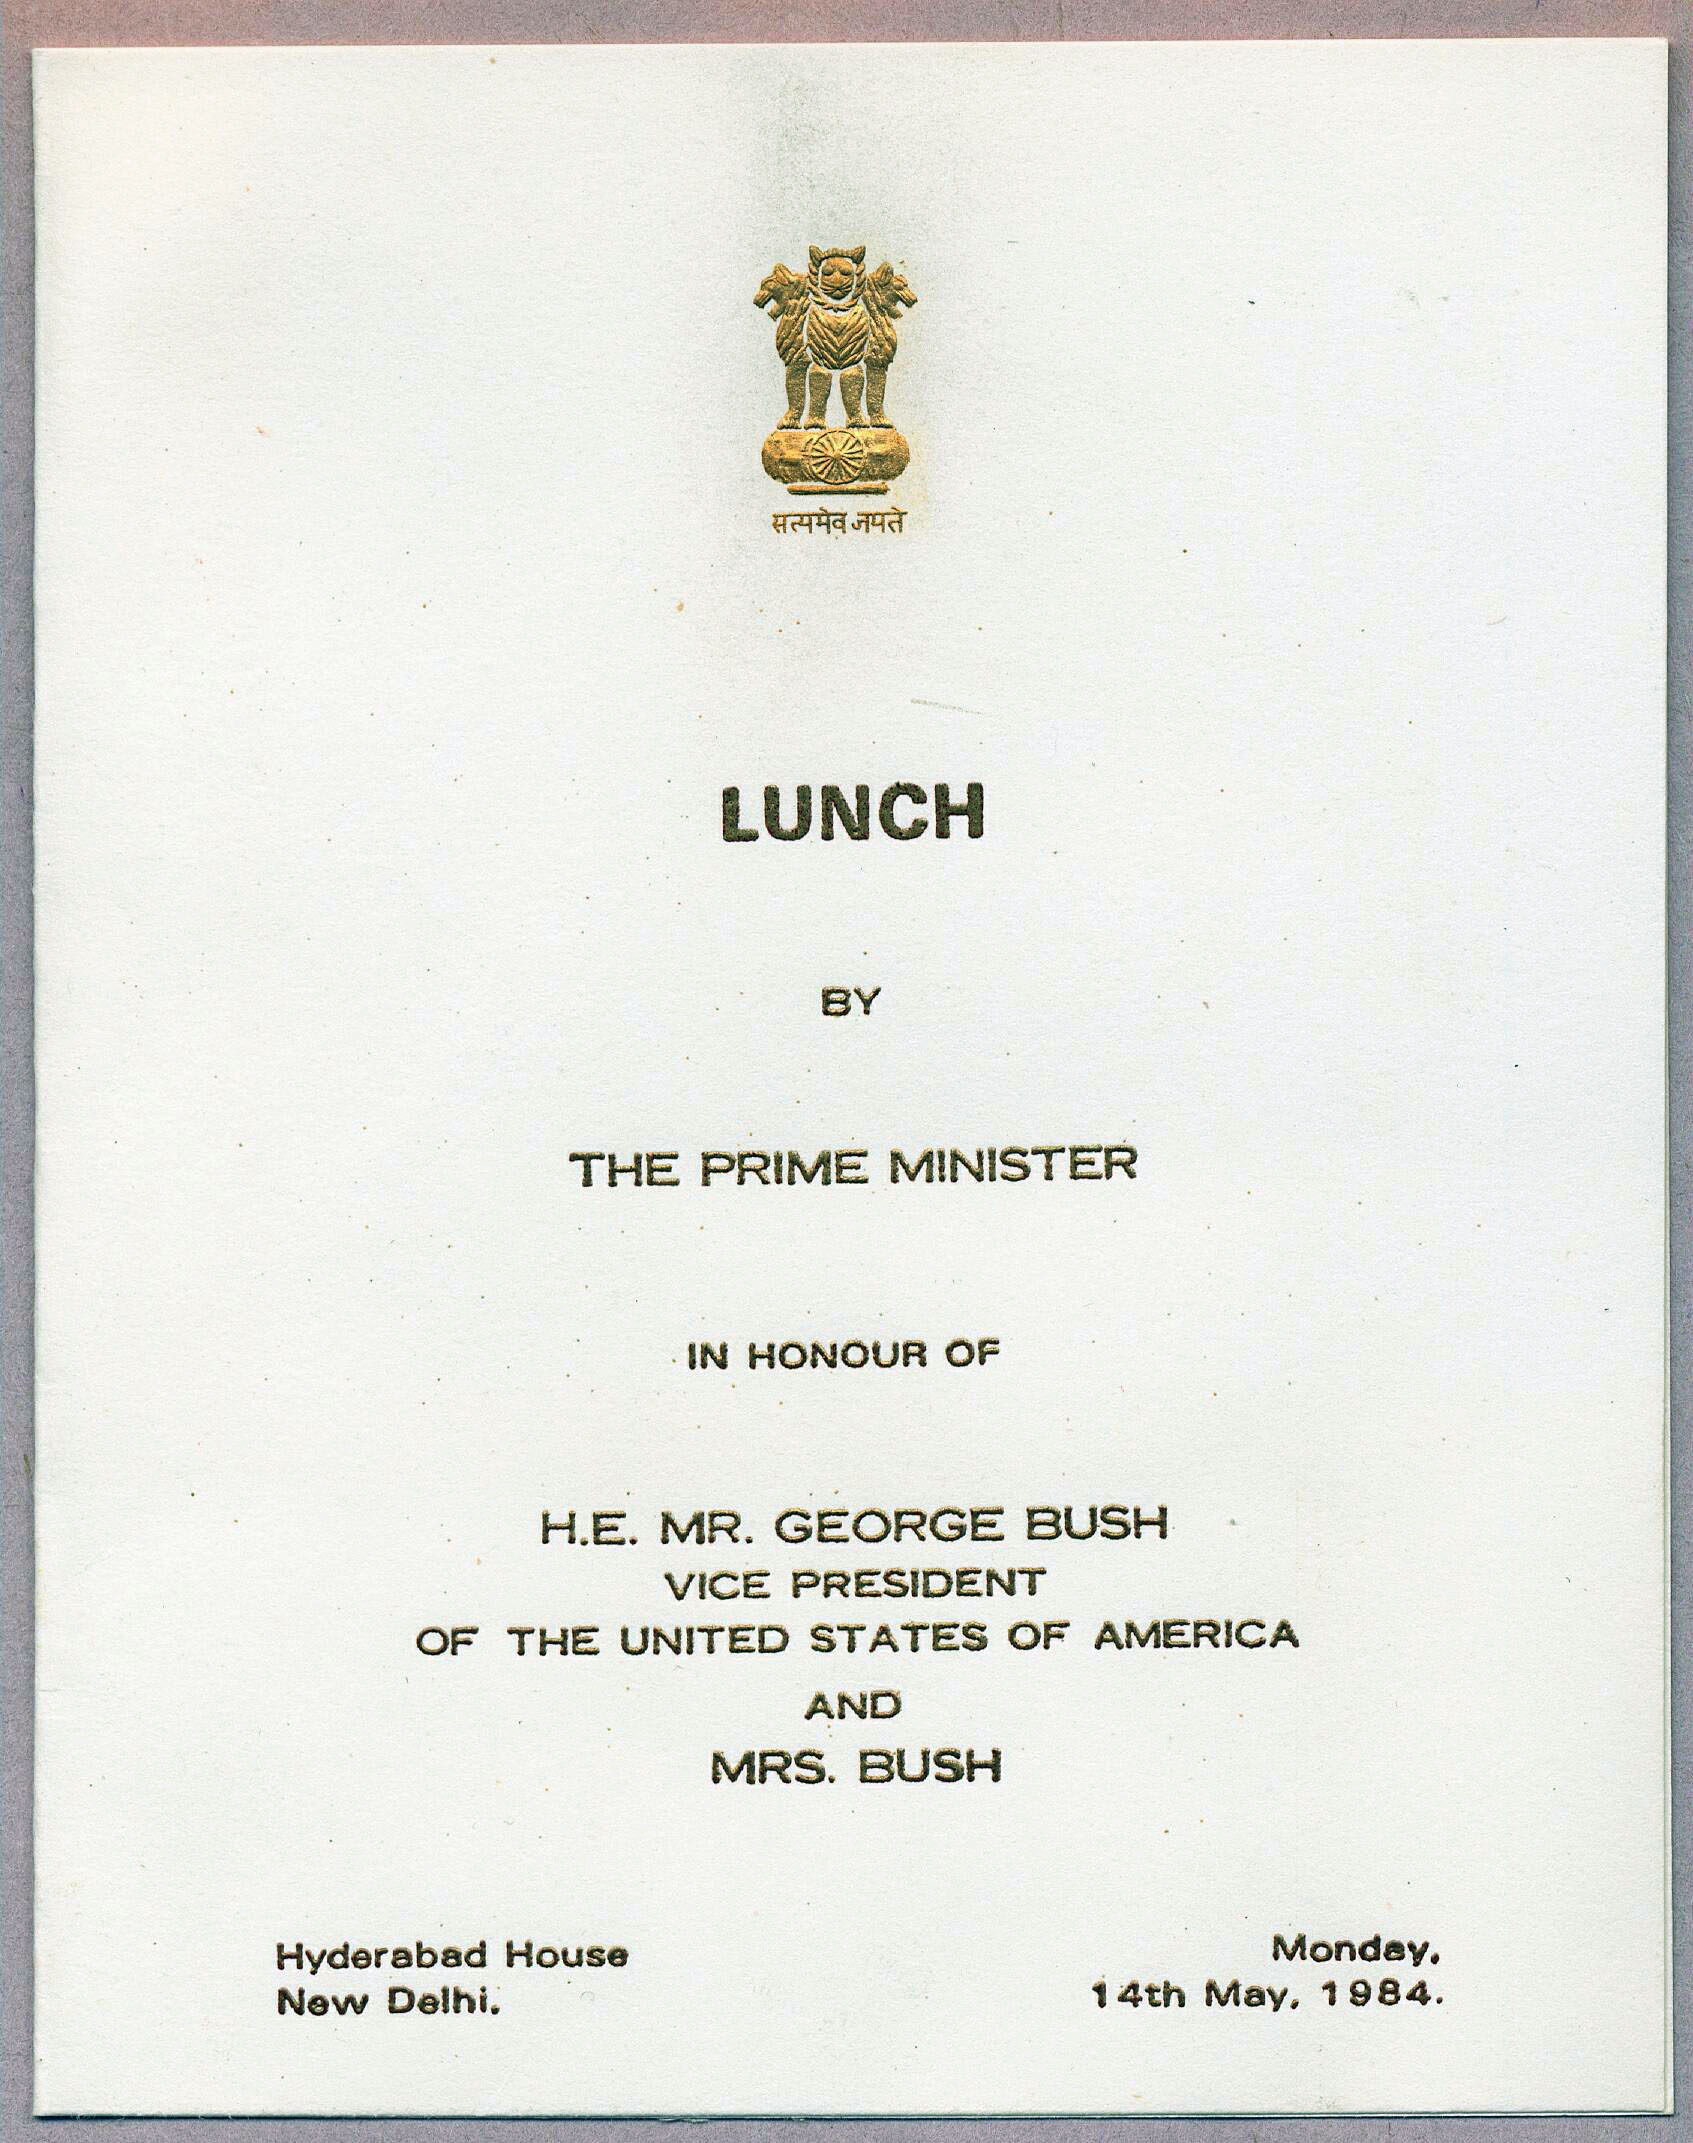 सत्यमेव जयते
LUNCH
BY
THE PRIME MINISTER
IN HONOUR OF
H.E. MR. GEORGE BUSH
VICE PRESIDENT
OF THE UNITED STATES OF AMERICA
AND
MRS. BUSH
Hyderabad House
New Delhi.
Monday,
14th May, 1984.